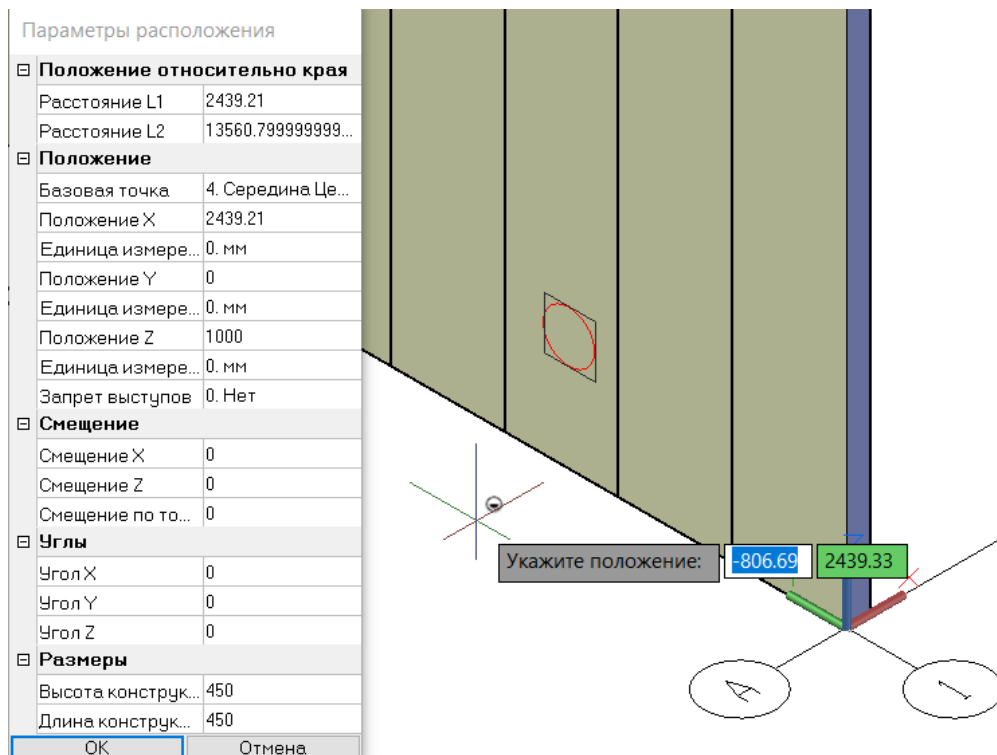 Параметры расположения
Положение относительно края
Расстояние L1 2439.21
Расстояние L2 13560.799999999...
Положение
Базовая точка 4. Середина Це...
Положение X 2439.21
Единица измере... 0. мм
Положение Y 0
Единица измере... 0. мм
Положение Z 1000
Единица измере... 0. мм
Запрет выступов 0. Нет
Смещение
Смещение X 0
Смещение Z 0
Смещение по то... 0
Углы
Угол X 0
Угол Y 0
Угол Z 0
Размеры
Высота конструк... 450
Длина конструк... 450
ОК Отмена
Укажите положение: -806.69 2439.33
Z
X
А 1